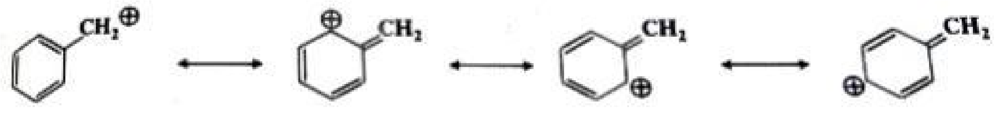 CH₂⊕
⊕ CH₂
CH₂ ⊕
CH₂ ⊕